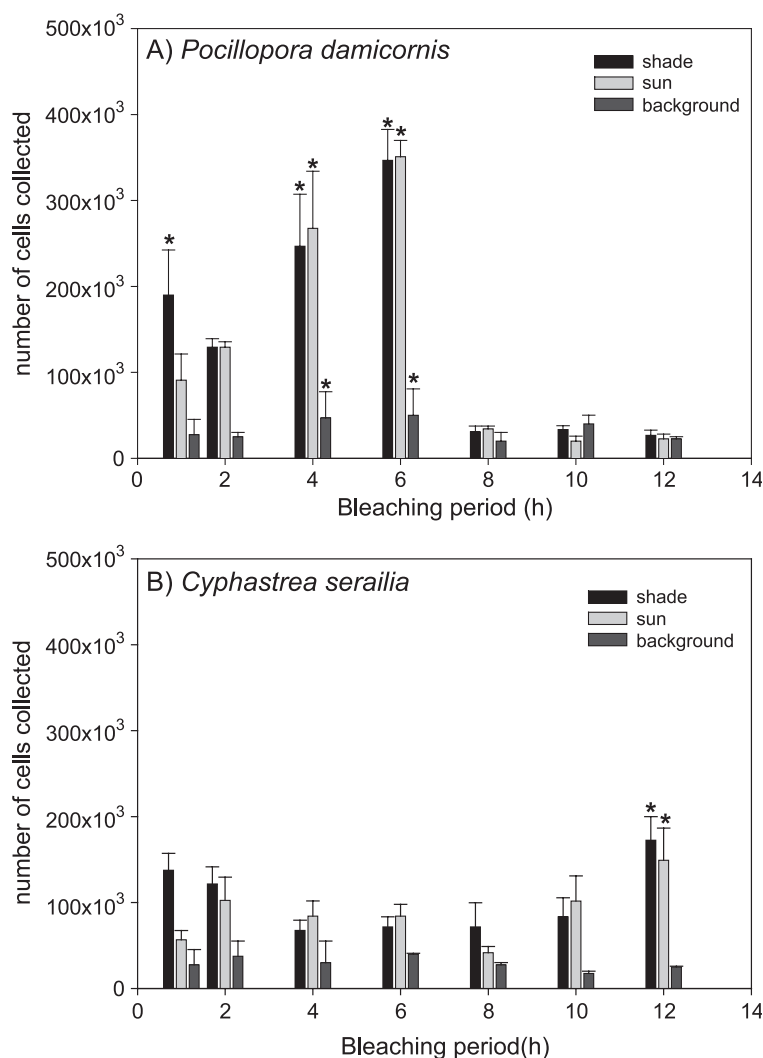 A) Pocillopora damicornis
shade
sun
background
number of cells collected
500x10³
400x10³
300x10³
200x10³
100x10³
0
* * * * * * *
0 2 4 6 8 10 12 14
Bleaching period (h)
B) Cyphastrea serailia
shade
sun
background
number of cells collected
500x10³
400x10³
300x10³
200x10³
100x10³
0
* *
0 2 4 6 8 10 12 14
Bleaching period(h)